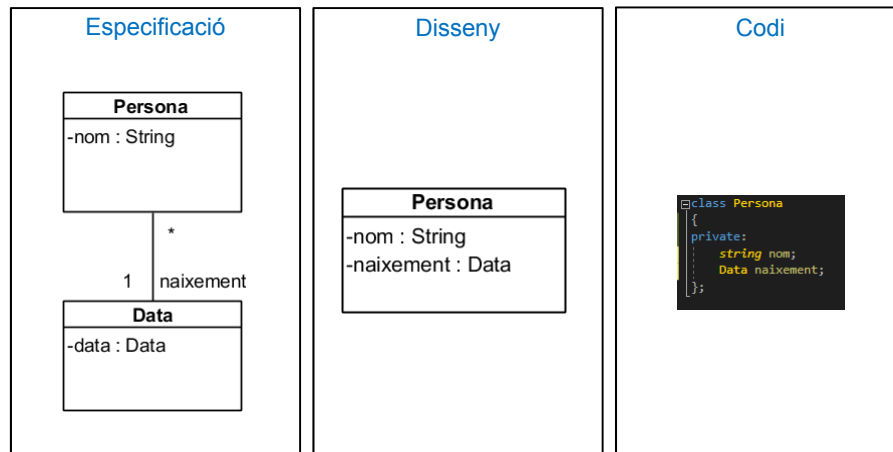 Especificació
Persona
-nom : String
*
1 naixement
Data
-data : Data
Disseny
Persona
-nom : String
-naixement : Data
Codi
class Persona
{
private:
string nom;
Data naixement;
};